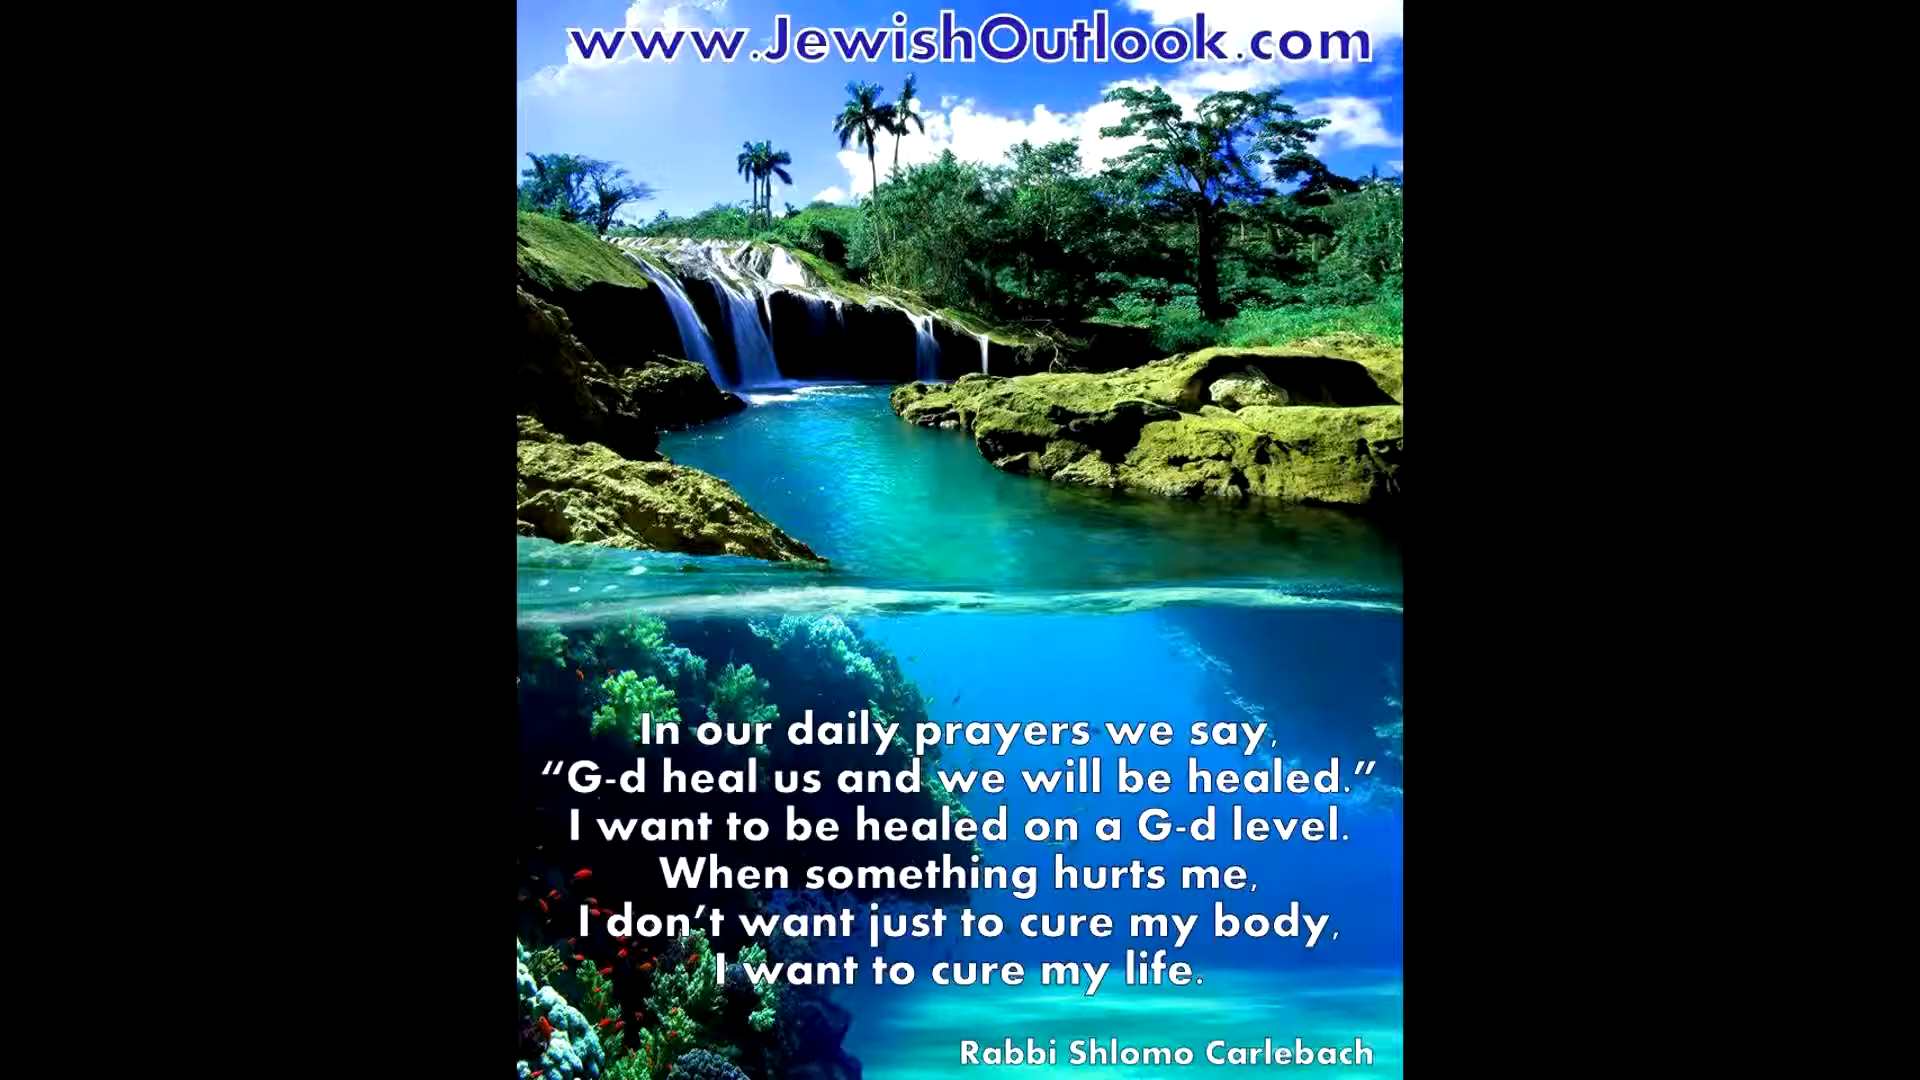 www.JewishOutlook.com
In our daily prayers we say,
“G-d heal us and we will be healed.”
I want to be healed on a G-d level.
When something hurts me,
I don’t want just to cure my body,
I want to cure my life.
Rabbi Shlomo Carlebach